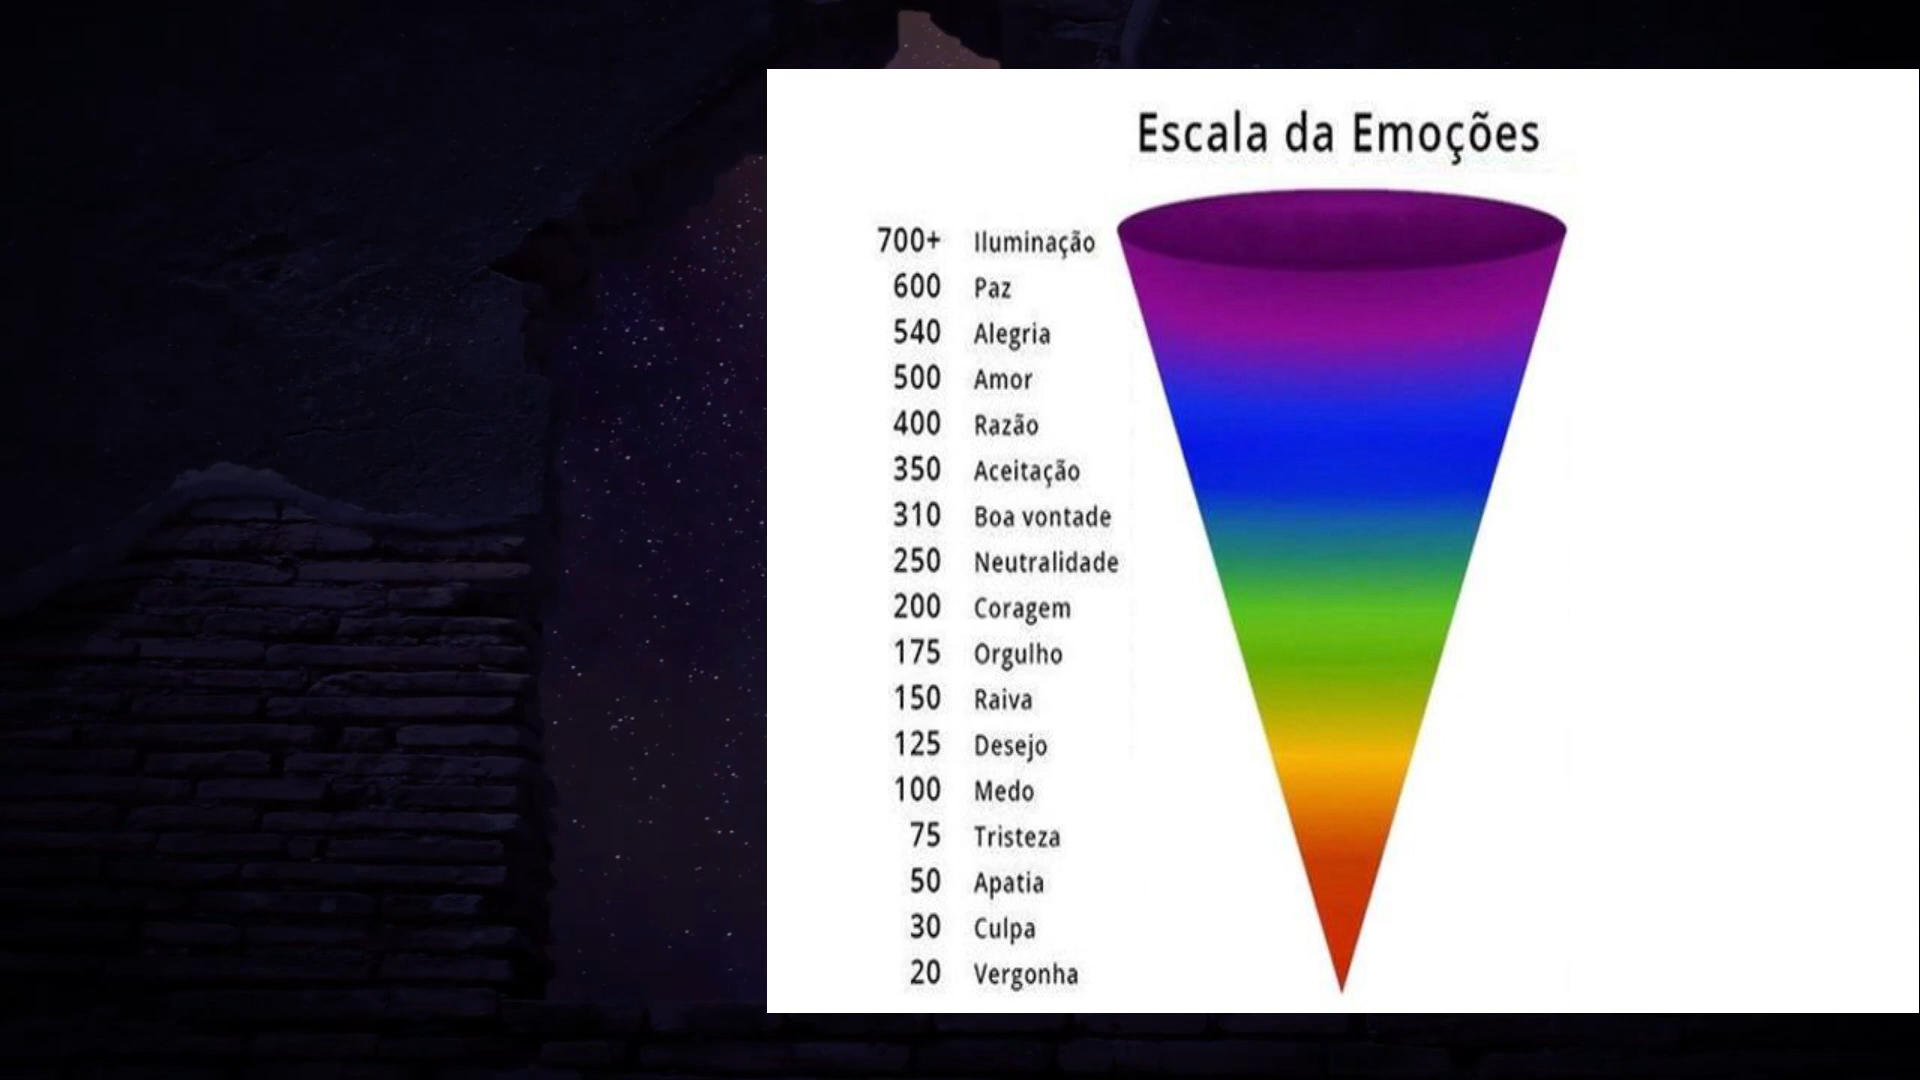 Escala da Emoções
700+ Iluminação
600 Paz
540 Alegria
500 Amor
400 Razão
350 Aceitação
310 Boa vontade
250 Neutralidade
200 Coragem
175 Orgulho
150 Raiva
125 Desejo
100 Medo
75 Tristeza
50 Apatia
30 Culpa
20 Vergonha